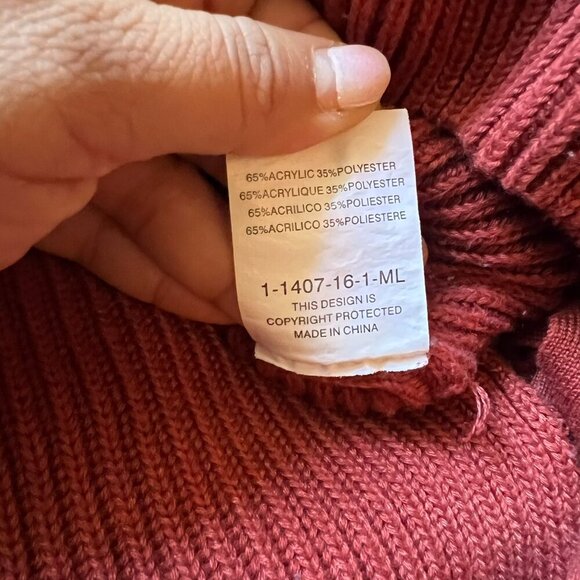 65%ACRYLIC 35%POLYESTER
65%ACRYLIQUE 35%POLYESTER
65%ACRILICO 35%POLIESTER
65%ACRILICO 35%POLIESTERE
1-1407-16-1-ML
THIS DESIGN IS
COPYRIGHT PROTECTED
MADE IN CHINA